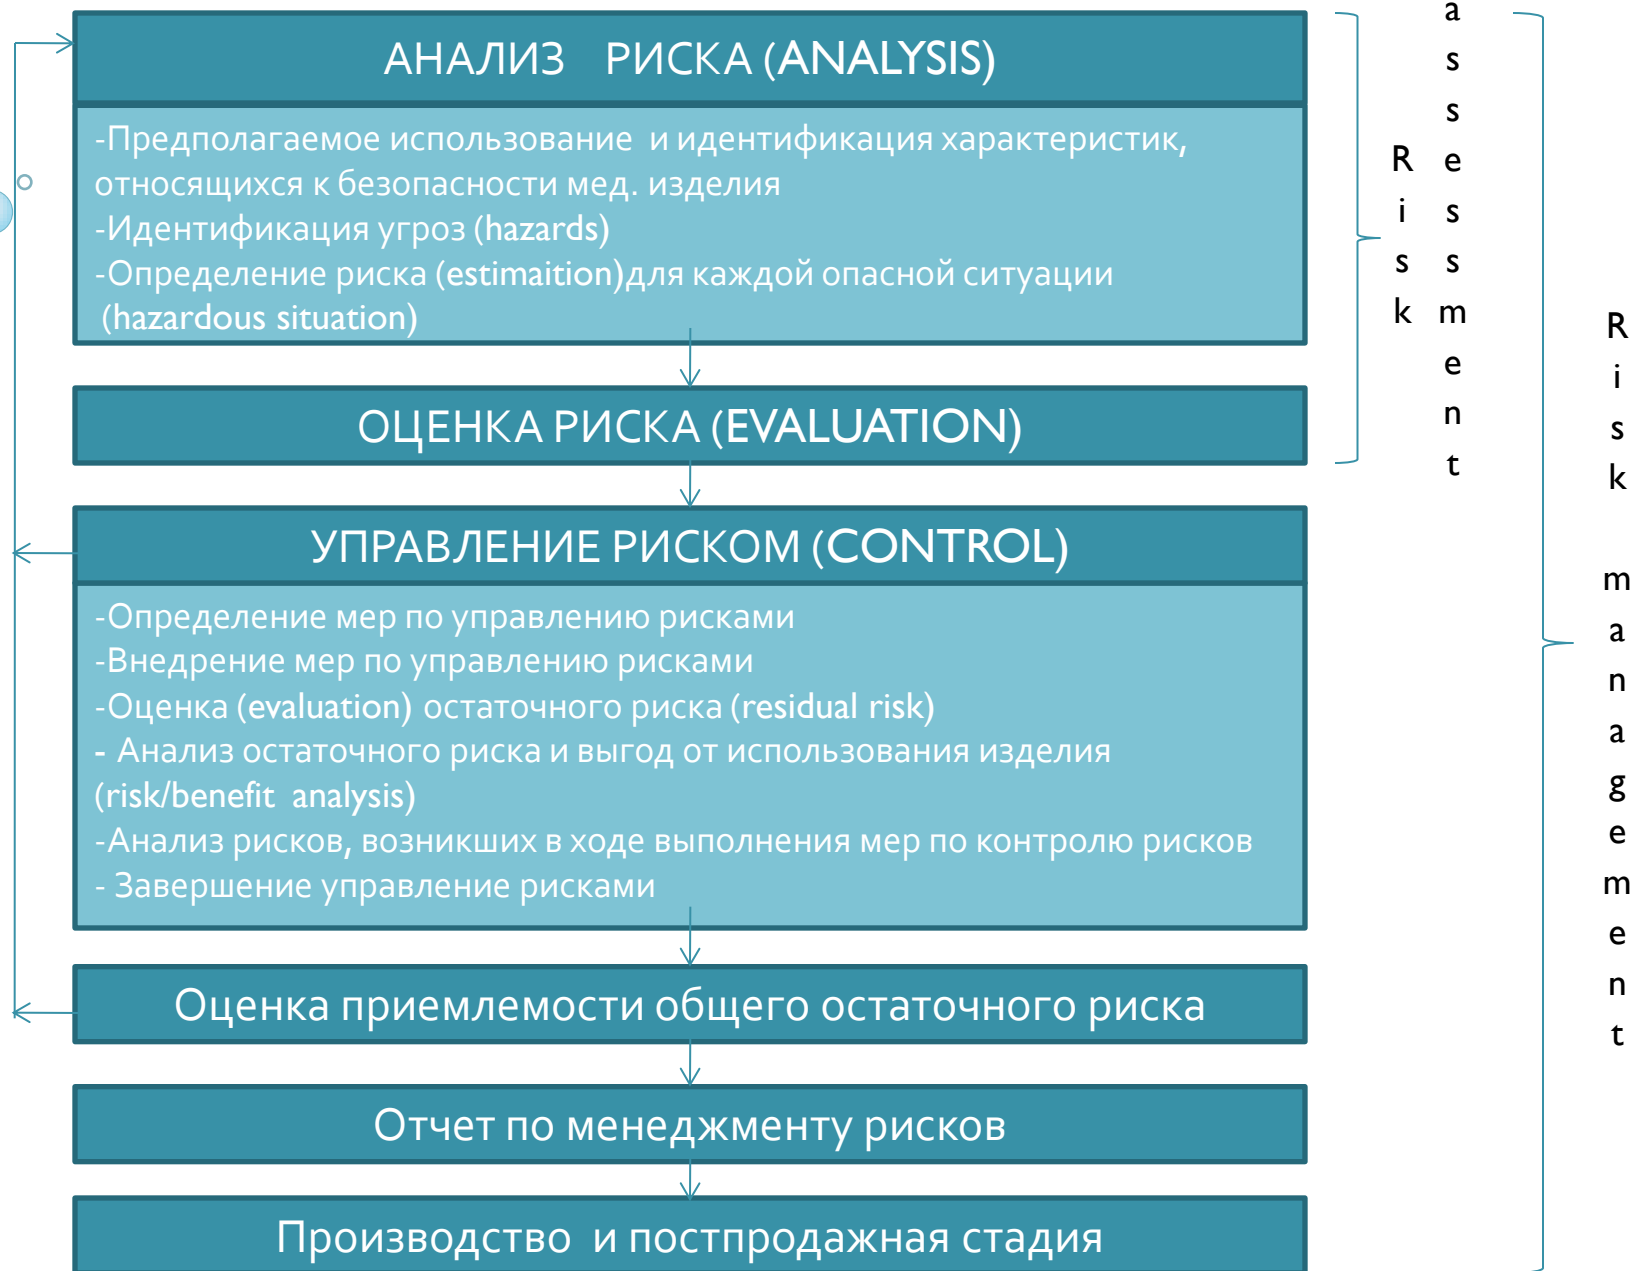 АНАЛИЗ РИСКА (ANALYSIS)
-Предполагаемое использование и идентификация характеристик,
относящихся к безопасности мед. изделия
-Идентификация угроз (hazards)
-Определение риска (estimaition)для каждой опасной ситуации
(hazardous situation)
ОЦЕНКА РИСКА (EVALUATION)
УПРАВЛЕНИЕ РИСКОМ (CONTROL)
-Определение мер по управлению рисками
-Внедрение мер по управлению рисками
-Оценка (evaluation) остаточного риска (residual risk)
- Анализ остаточного риска и выгод от использования изделия
(risk/benefit analysis)
-Анализ рисков, возникших в ходе выполнения мер по контролю рисков
- Завершение управление рисками
Оценка приемлемости общего остаточного риска
Отчет по менеджменту рисков
Производство и постпродажная стадия
Risk
assessment
Risk management